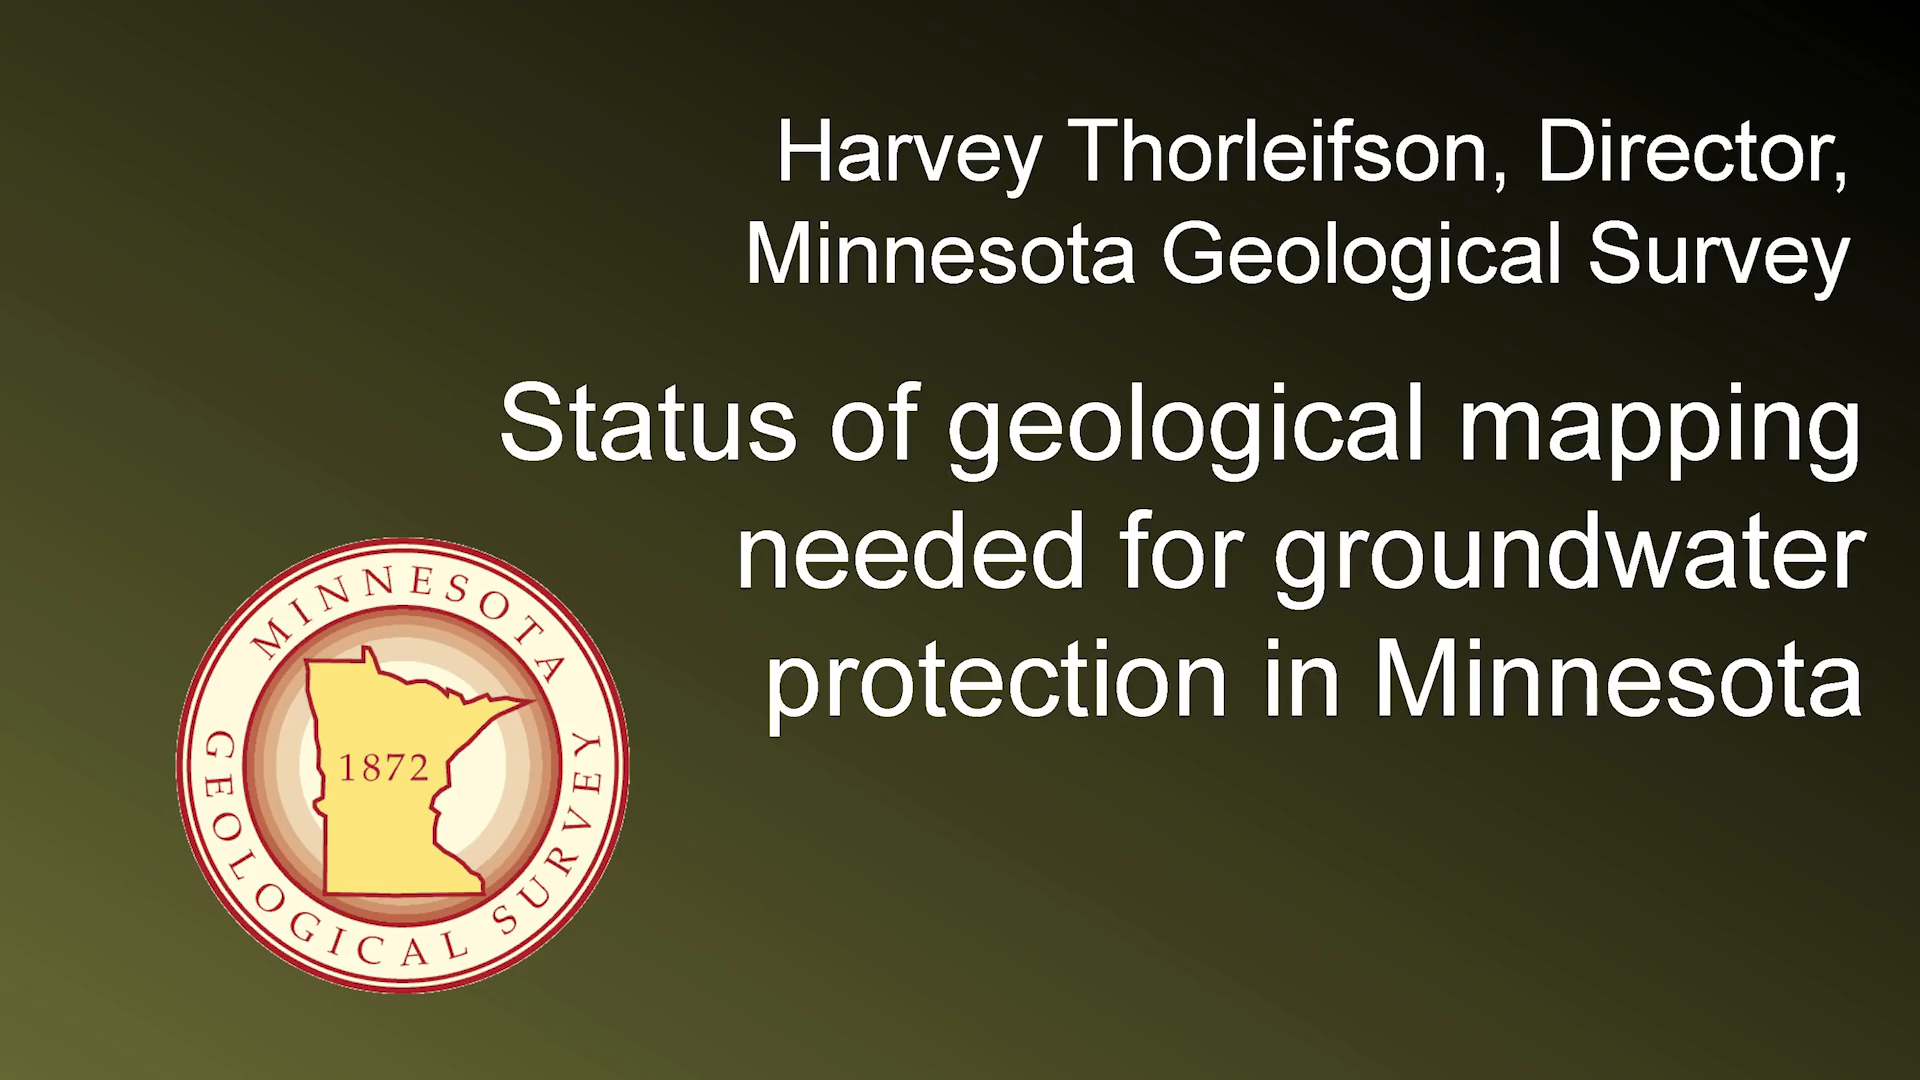 Harvey Thorleifson, Director,
Minnesota Geological Survey
Status of geological mapping
needed for groundwater
protection in Minnesota
MINNESOTA
GEOLOGICAL SURVEY
1872